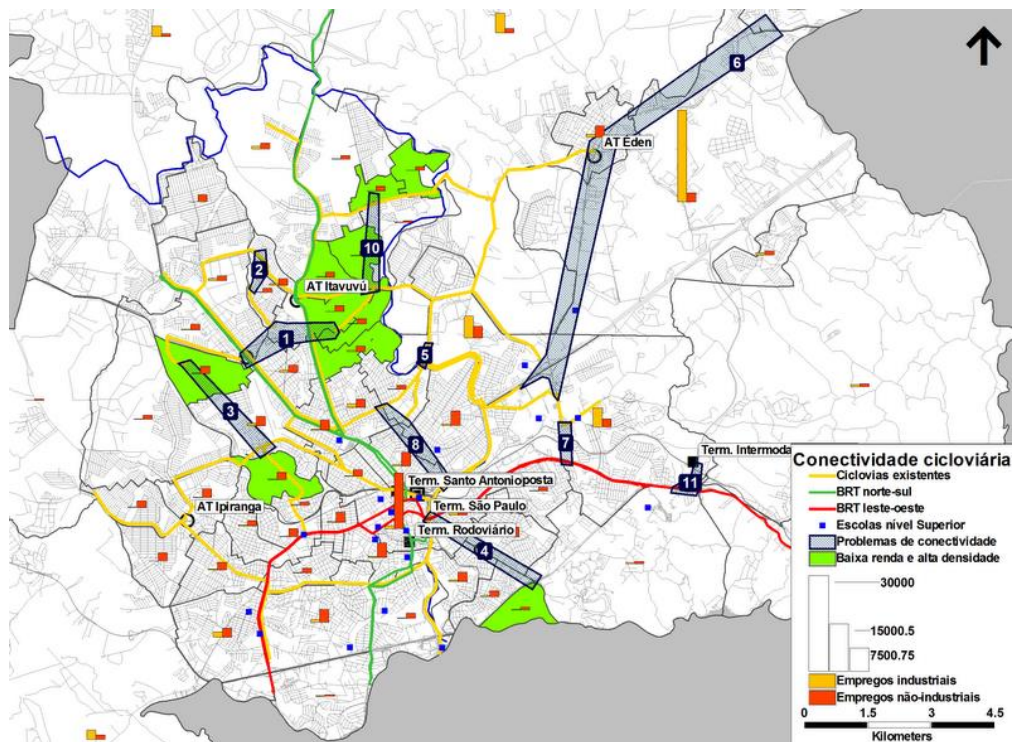 6
AT Éden
10
2
AT Itavuvú
1
5
3
8
7
Term. Intermoda
Conectividade cicloviária
Ciclovias existentes
BRT norte-sul
BRT leste-oeste
Escolas nível Superior
Problemas de conectividade
Baixa renda e alta densidade
30000
15000.5
7500.75
Empregos industriais
Empregos não-industriais
0 1.5 3 4.5
Kilometers
11
Term. Santo Antonioposta
Term. São Paulo
AT Ipiranga
Term. Rodoviário
4